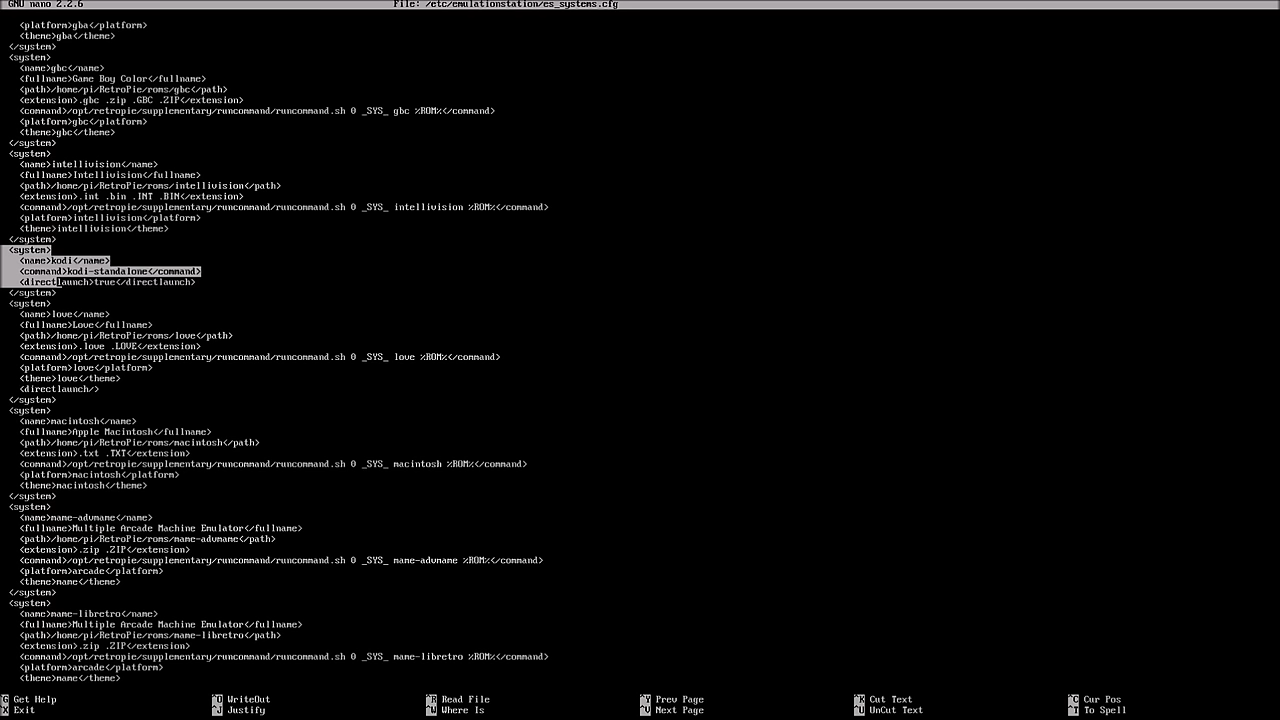 GNU nano 2.2.6 File: /etc/emulationstation/es_systems.cfg
<platform>gba</platform>
<theme>gba</theme>
</system>
<system>
<name>gbc</name>
<fullname>Game Boy Color</fullname>
<path>/home/pi/RetroPie/roms/gbc</path>
<extension>.gbc .zip .GBC .ZIP</extension>
<command>/opt/retropie/supplementary/runcommand/runcommand.sh 0 _SYS_ gbc %ROM%</command>
<platform>gbc</platform>
<theme>gbc</theme>
</system>
<system>
<name>intellivision</name>
<fullname>Intellivision</fullname>
<path>/home/pi/RetroPie/roms/intellivision</path>
<extension>.int .bin .INT .BIN</extension>
<command>/opt/retropie/supplementary/runcommand/runcommand.sh 0 _SYS_ intellivision %ROM%</command>
<platform>intellivision</platform>
<theme>intellivision</theme>
</system>
<system>
<name>kodi</name>
<command>kodi-standalone</command>
<directlaunch>true</directlaunch>
</system>
<system>
<name>love</name>
<fullname>Love</fullname>
<path>/home/pi/RetroPie/roms/love</path>
<extension>.love .LOVE</extension>
<command>/opt/retropie/supplementary/runcommand/runcommand.sh 0 _SYS_ love %ROM%</command>
<platform>love</platform>
<theme>love</theme>
<directlaunch/>
</system>
<system>
<name>macintosh</name>
<fullname>Apple Macintosh</fullname>
<path>/home/pi/RetroPie/roms/macintosh</path>
<extension>.txt .TXT</extension>
<command>/opt/retropie/supplementary/runcommand/runcommand.sh 0 _SYS_ macintosh %ROM%</command>
<platform>macintosh</platform>
<theme>macintosh</theme>
</system>
<system>
<name>mame-advmame</name>
<fullname>Multiple Arcade Machine Emulator</fullname>
<path>/home/pi/RetroPie/roms/mame-advmame</path>
<extension>.zip .ZIP</extension>
<command>/opt/retropie/supplementary/runcommand/runcommand.sh 0 _SYS_ mame-advmame %ROM%</command>
<platform>arcade</platform>
<theme>mame</theme>
</system>
<system>
<name>mame-libretro</name>
<fullname>Multiple Arcade Machine Emulator</fullname>
<path>/home/pi/RetroPie/roms/mame-libretro</path>
<extension>.zip .ZIP</extension>
<command>/opt/retropie/supplementary/runcommand/runcommand.sh 0 _SYS_ mame-libretro %ROM%</command>
<platform>arcade</platform>
<theme>mame</theme>
^G Get Help ^O WriteOut ^R Read File ^Y Prev Page ^K Cut Text ^C Cur Pos
^X Exit ^J Justify ^W Where Is ^V Next Page ^U UnCut Text ^T To Spell